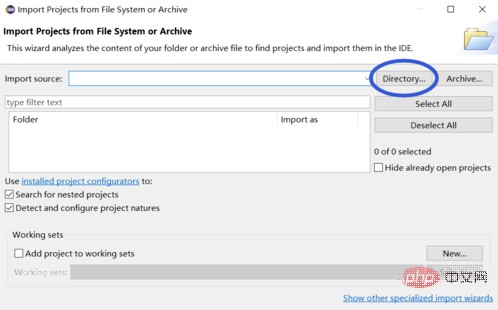 Import Projects from File System or Archive
Import Projects from File System or Archive
This wizard analyzes the content of your folder or archive file to find projects and import them in the IDE.
Import source:
Directory... Archive...
type filter text
Select All
Folder Import as
Deselect All
0 of 0 selected
Hide already open projects
Use installed project configurators to:
Search for nested projects
Detect and configure project natures
Working sets
Add project to working sets New...
Working sets:
php 中文网
Show other specialized import wizards